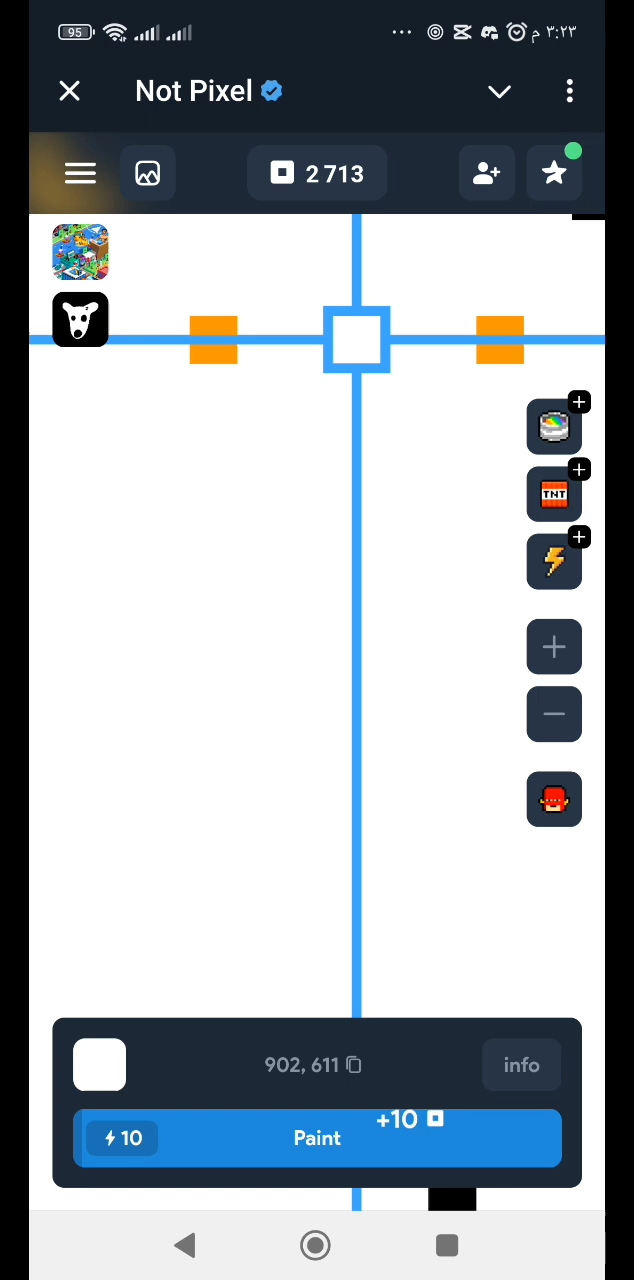 95 ... م ٣:٢٣
Not Pixel
2 713
TNT
902, 611 info
+10
10 Paint